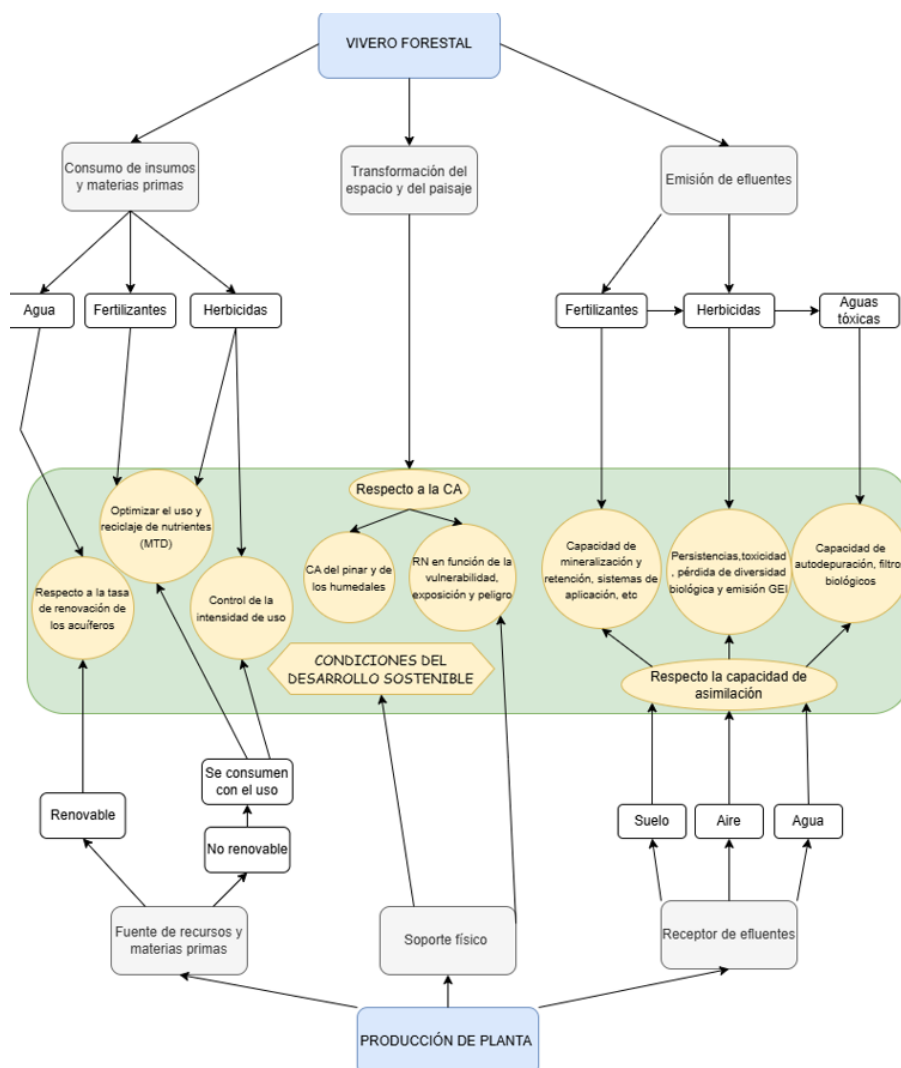 VIVERO FORESTAL
Consumo de insumos
y materias primas
Transformación del
espacio y del paisaje
Emisión de efluentes
Agua
Fertilizantes
Herbicidas
Fertilizantes
Herbicidas
Aguas
tóxicas
Respecto a la CA
Optimizar el uso y
reciclaje de nutrientes
(MTD)
Respecto a la tasa
de renovación de
los acuíferos
Control de la
intensidad de uso
CA del pinar y de
los humedales
RN en función de la
vulnerabilidad,
exposición y peligro
Capacidad de
mineralización y
retención, sistemas de
aplicación, etc
Persistencias,toxicidad
, pérdida de diversidad
biológica y emisión GEI
Capacidad de
autodepuración, filtros
biológicos
CONDICIONES DEL
DESARROLLO SOSTENIBLE
Respecto la capacidad de
asimilación
Se consumen
con el uso
Renovable
No renovable
Suelo
Aire
Agua
Fuente de recursos y
materias primas
Soporte físico
Receptor de efluentes
PRODUCCIÓN DE PLANTA